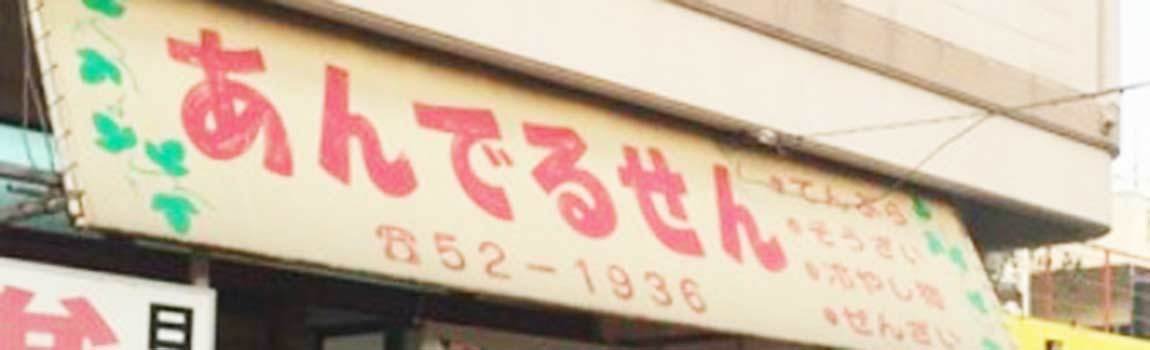 あんでるせん
☎52-1936
てんぷら
そうざい
冷やし物
せんざい
弁